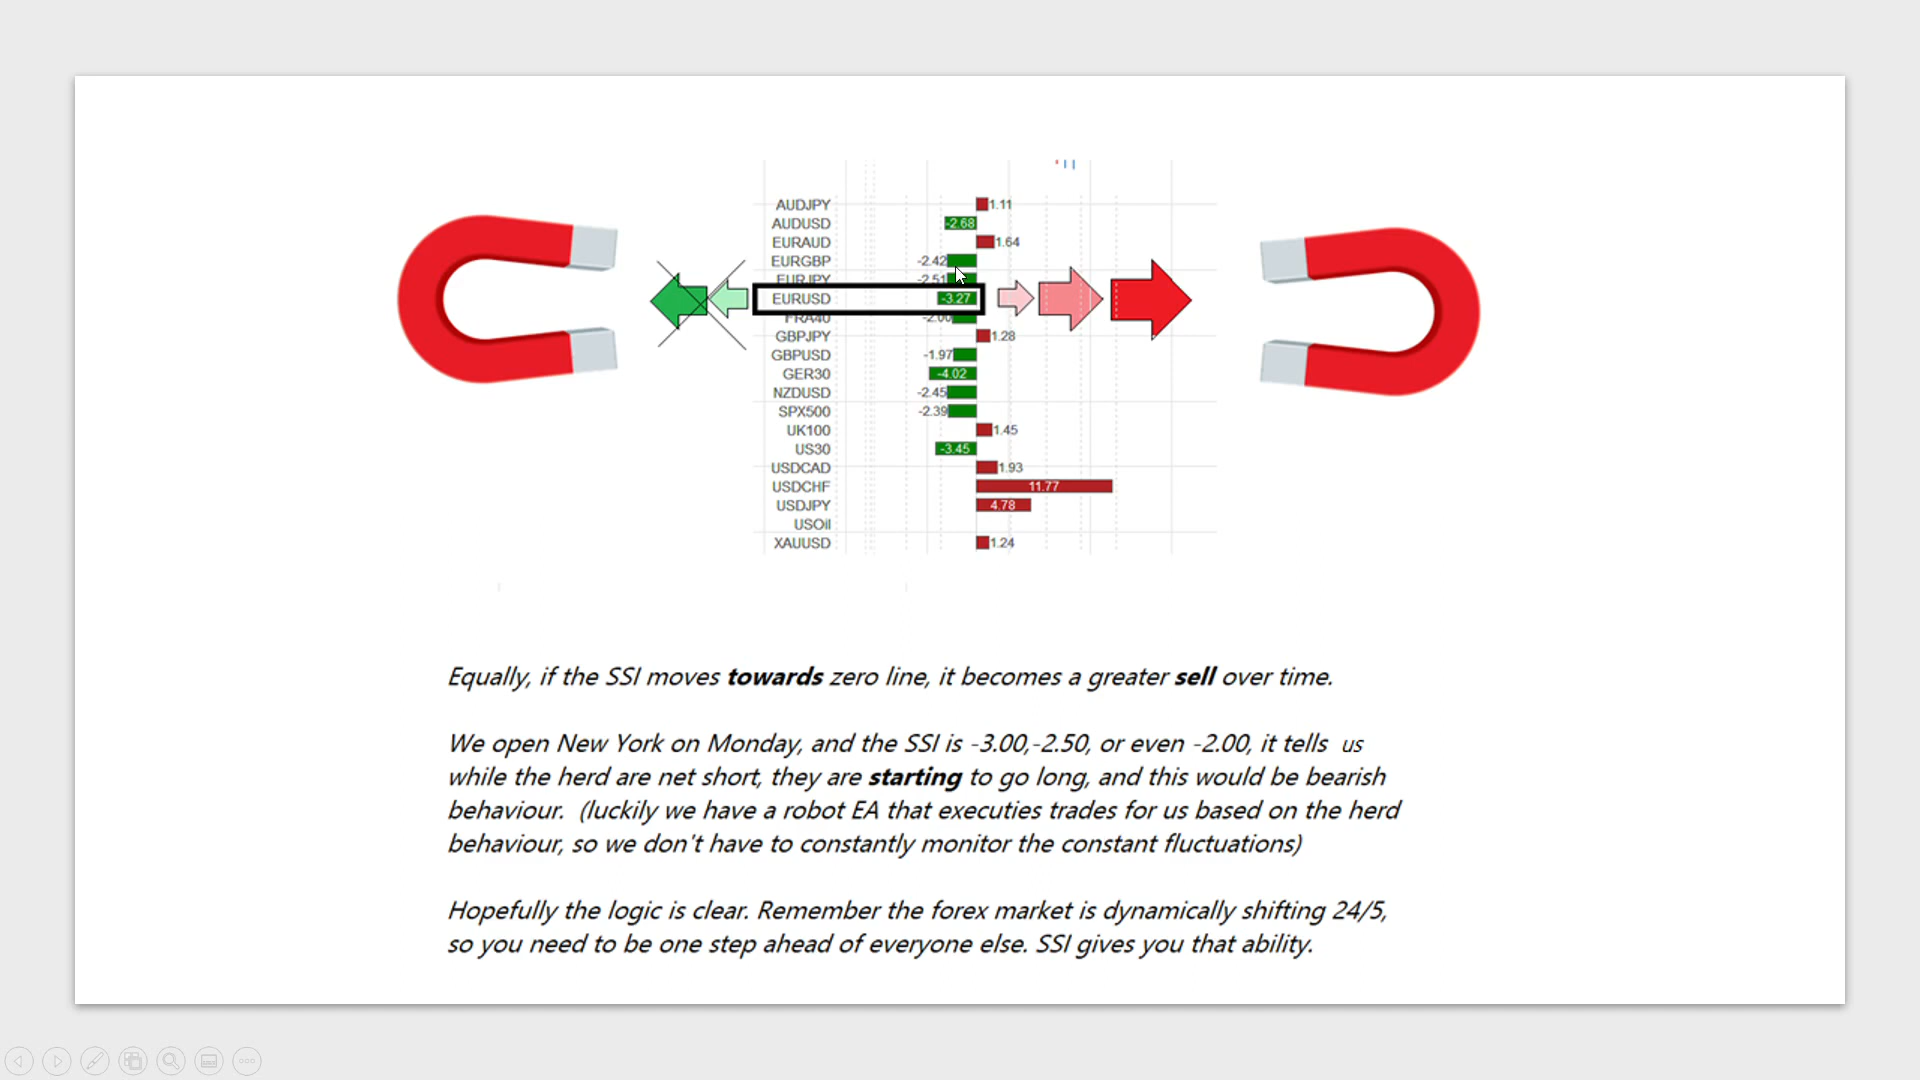 AUDJPY 1.11
AUDUSD -2.68
EURAUD 1.64
EURGBP -2.42
EURJPY -2.51
EURUSD -3.27
FRA40 -2.00
GBPJPY 1.28
GBPUSD -1.97
GER30 -4.02
NZDUSD -2.45
SPX500 -2.39
UK100 1.45
US30 -3.45
USDCAD 1.93
USDCHF 11.77
USDJPY 4.78
USOil
XAUUSD 1.24
Equally, if the SSI moves towards zero line, it becomes a greater sell over time.
We open New York on Monday, and the SSI is -3.00,-2.50, or even -2.00, it tells us
while the herd are net short, they are starting to go long, and this would be bearish
behaviour. (luckily we have a robot EA that executies trades for us based on the herd
behaviour, so we don't have to constantly monitor the constant fluctuations)
Hopefully the logic is clear. Remember the forex market is dynamically shifting 24/5,
so you need to be one step ahead of everyone else. SSI gives you that ability.